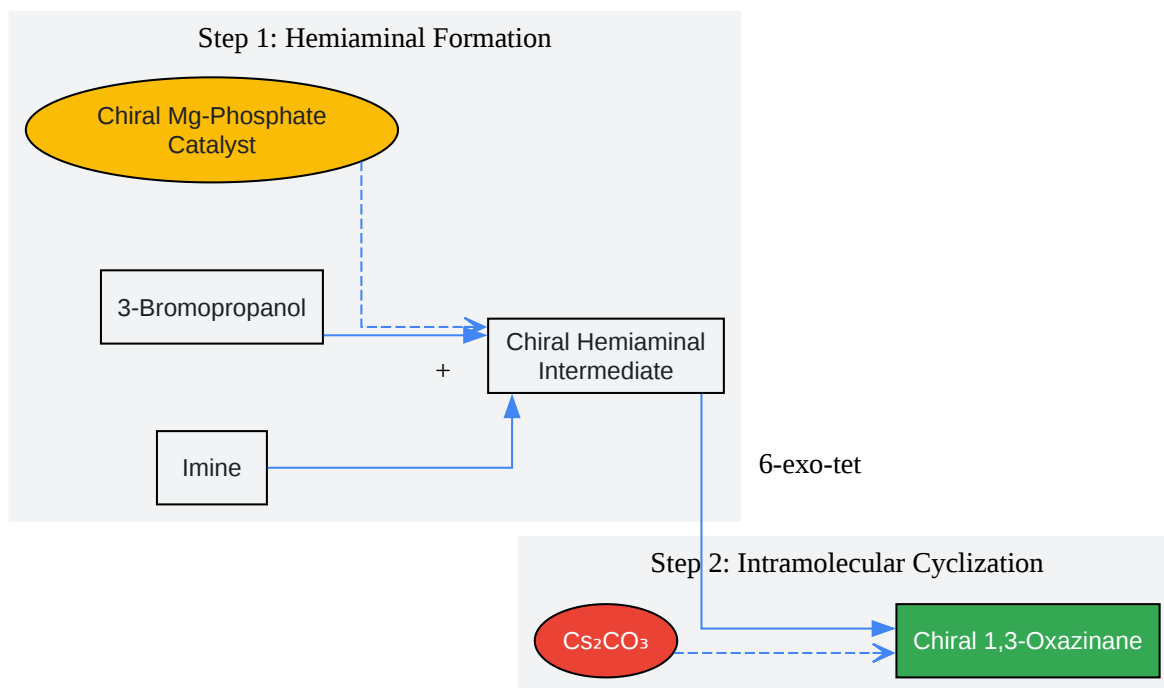 Step 1: Hemiaminal Formation
Chiral Mg-Phosphate
Catalyst
3-Bromopropanol
Chiral Hemiaminal
Intermediate
+
Imine
6-exo-tet
Step 2: Intramolecular Cyclization
Cs₂CO₃
Chiral 1,3-Oxazinane